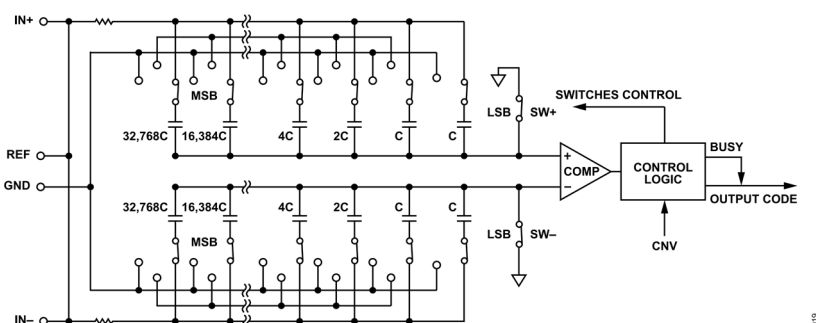 IN+
SWITCHES CONTROL
MSB
LSB SW+
32,768C 16,384C 4C 2C C C
BUSY
REF
+
COMP
CONTROL
LOGIC
GND
−
OUTPUT CODE
32,768C 16,384C 4C 2C C C
MSB
LSB SW−
CNV
IN−